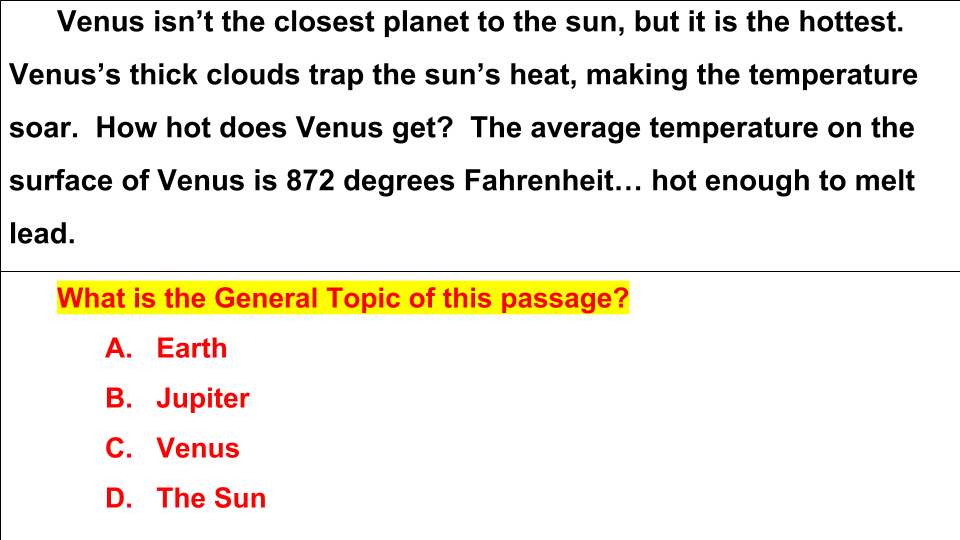 Venus isn’t the closest planet to the sun, but it is the hottest.
Venus’s thick clouds trap the sun’s heat, making the temperature
soar.  How hot does Venus get?  The average temperature on the
surface of Venus is 872 degrees Fahrenheit… hot enough to melt
lead.
What is the General Topic of this passage?
A. Earth
B. Jupiter
C. Venus
D. The Sun